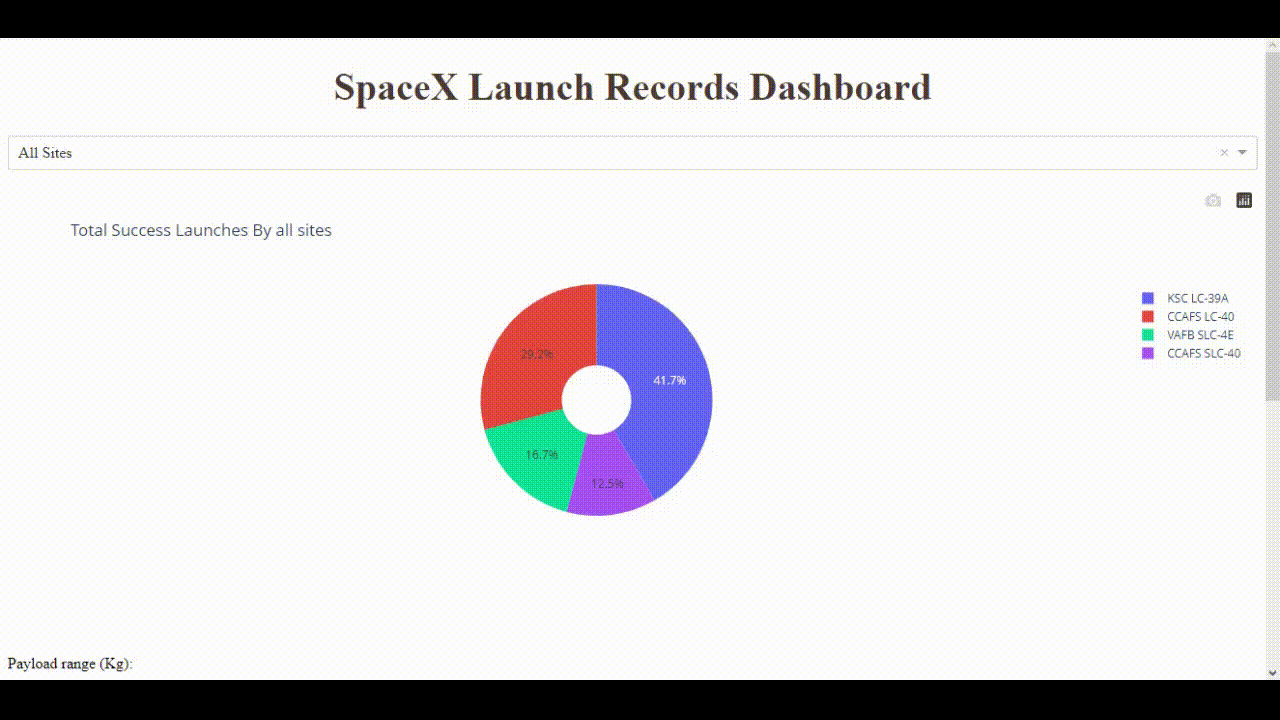 SpaceX Launch Records Dashboard
All Sites
Total Success Launches By all sites
KSC LC-39A
CCAFS LC-40
VAFB SLC-4E
CCAFS SLC-40
29.2%
41.7%
16.7%
12.5%
Payload range (Kg):